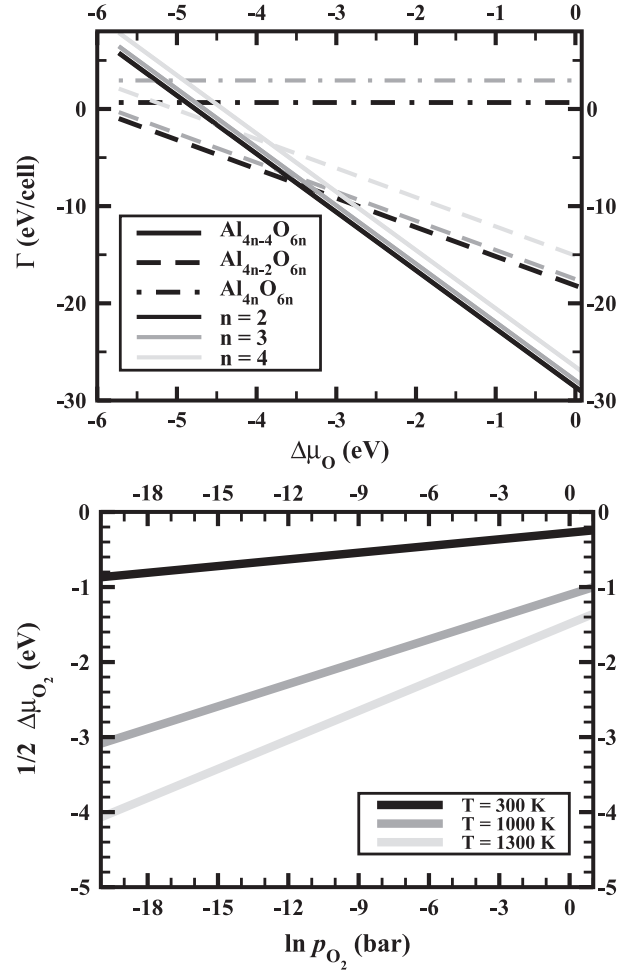 -6 -5 -4 -3 -2 -1 0
0 0
-10 -10
-20 -20
-30 -30
Γ (eV/cell)
Al₄ₙ₋₄O₆ₙ
Al₄ₙ₋₂O₆ₙ
Al₄ₙO₆ₙ
n = 2
n = 3
n = 4
-6 -5 -4 -3 -2 -1 0
Δμ_O (eV)
-18 -15 -12 -9 -6 -3 0
0 0
-1 -1
-2 -2
-3 -3
-4 -4
-5 -5
1/2 Δμ_O₂ (eV)
T = 300 K
T = 1000 K
T = 1300 K
-18 -15 -12 -9 -6 -3 0
ln p_O₂ (bar)